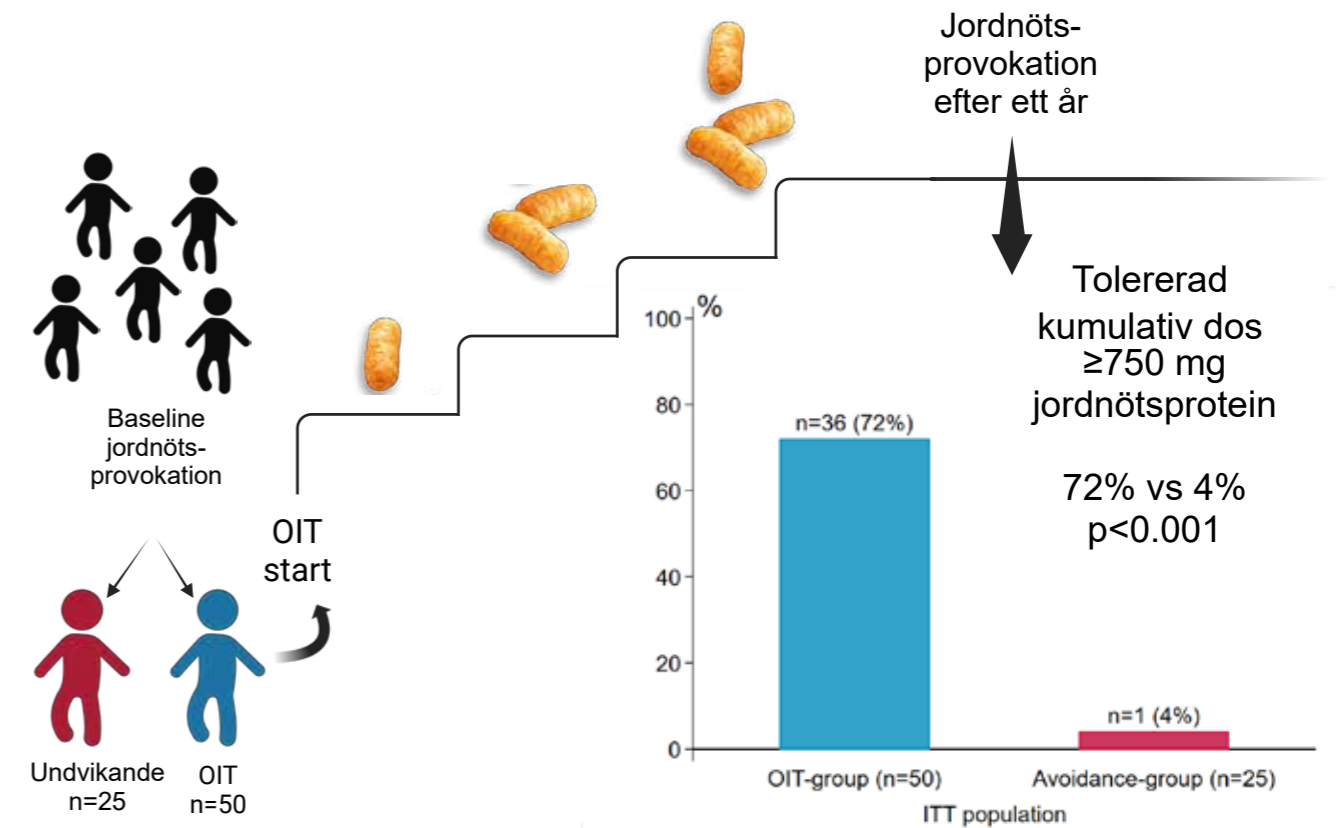 Jordnöts-
provokation
efter ett år
Baseline
jordnöts-
provokation
OIT
start
Undvikande
n=25
OIT
n=50
%
100
80
60
40
20
0
n=36 (72%)
n=1 (4%)
OIT-group (n=50)
Avoidance-group (n=25)
ITT population
Tolererad
kumulativ dos
≥750 mg
jordnötsprotein
72% vs 4%
p<0.001